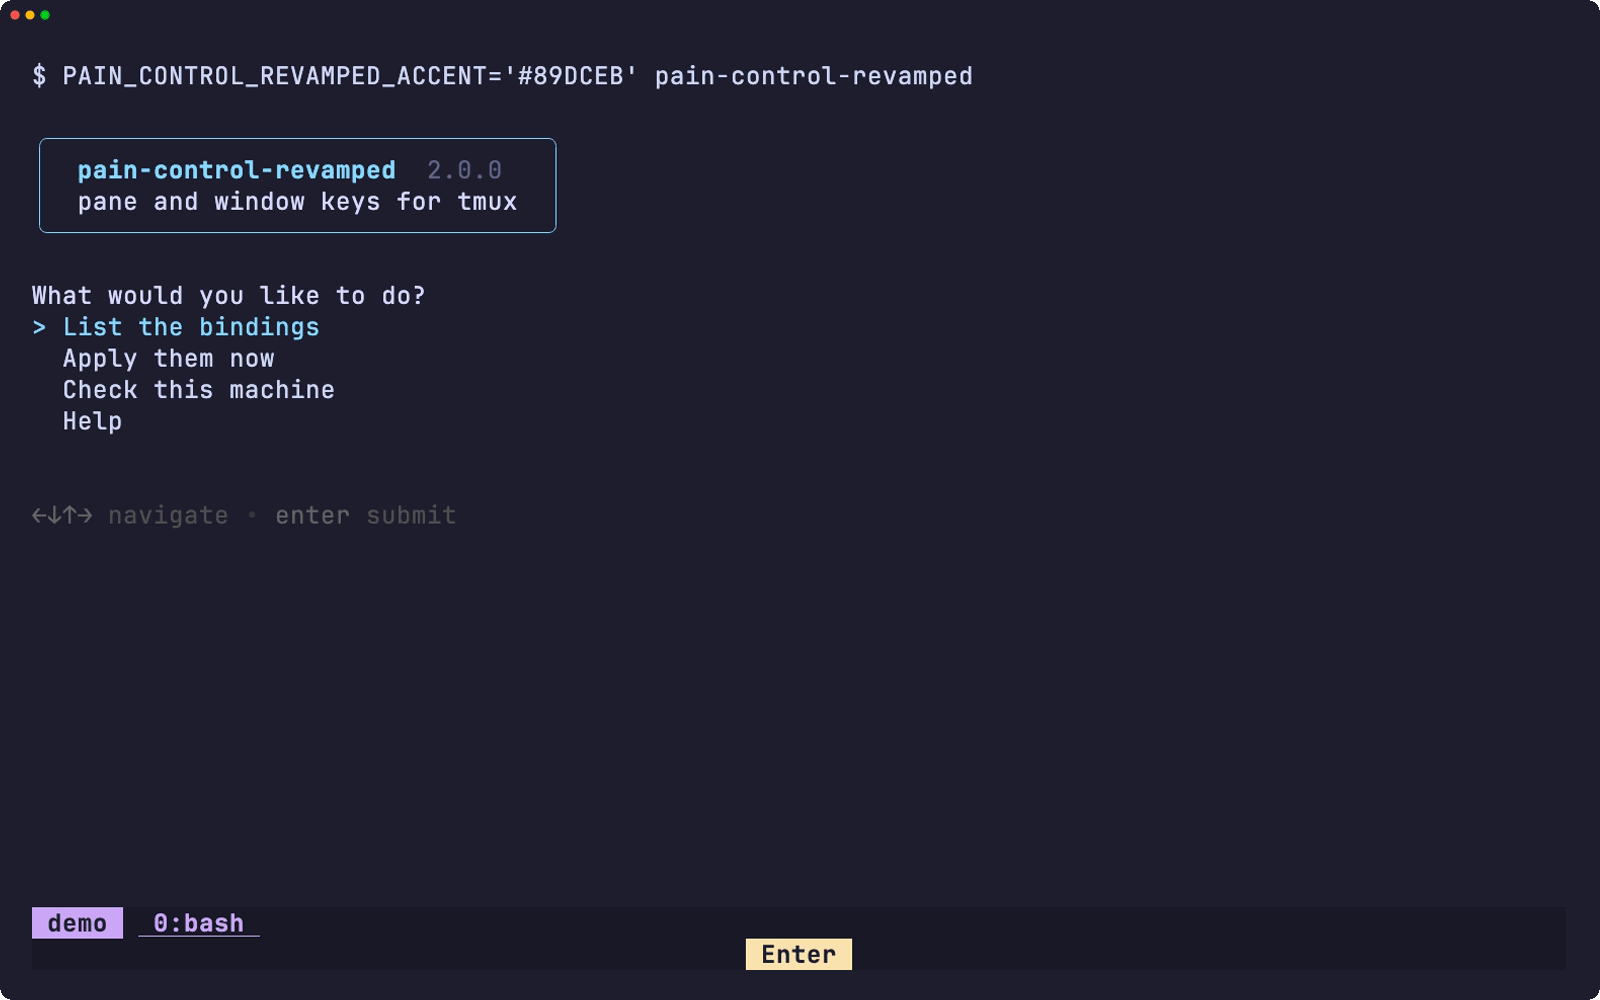 $ PAIN_CONTROL_REVAMPED_ACCENT='#89DCEB' pain-control-revamped
pain-control-revamped 2.0.0
pane and window keys for tmux
What would you like to do?
> List the bindings
Apply them now
Check this machine
Help
←↓↑→ navigate • enter submit
demo 0:bash
Enter